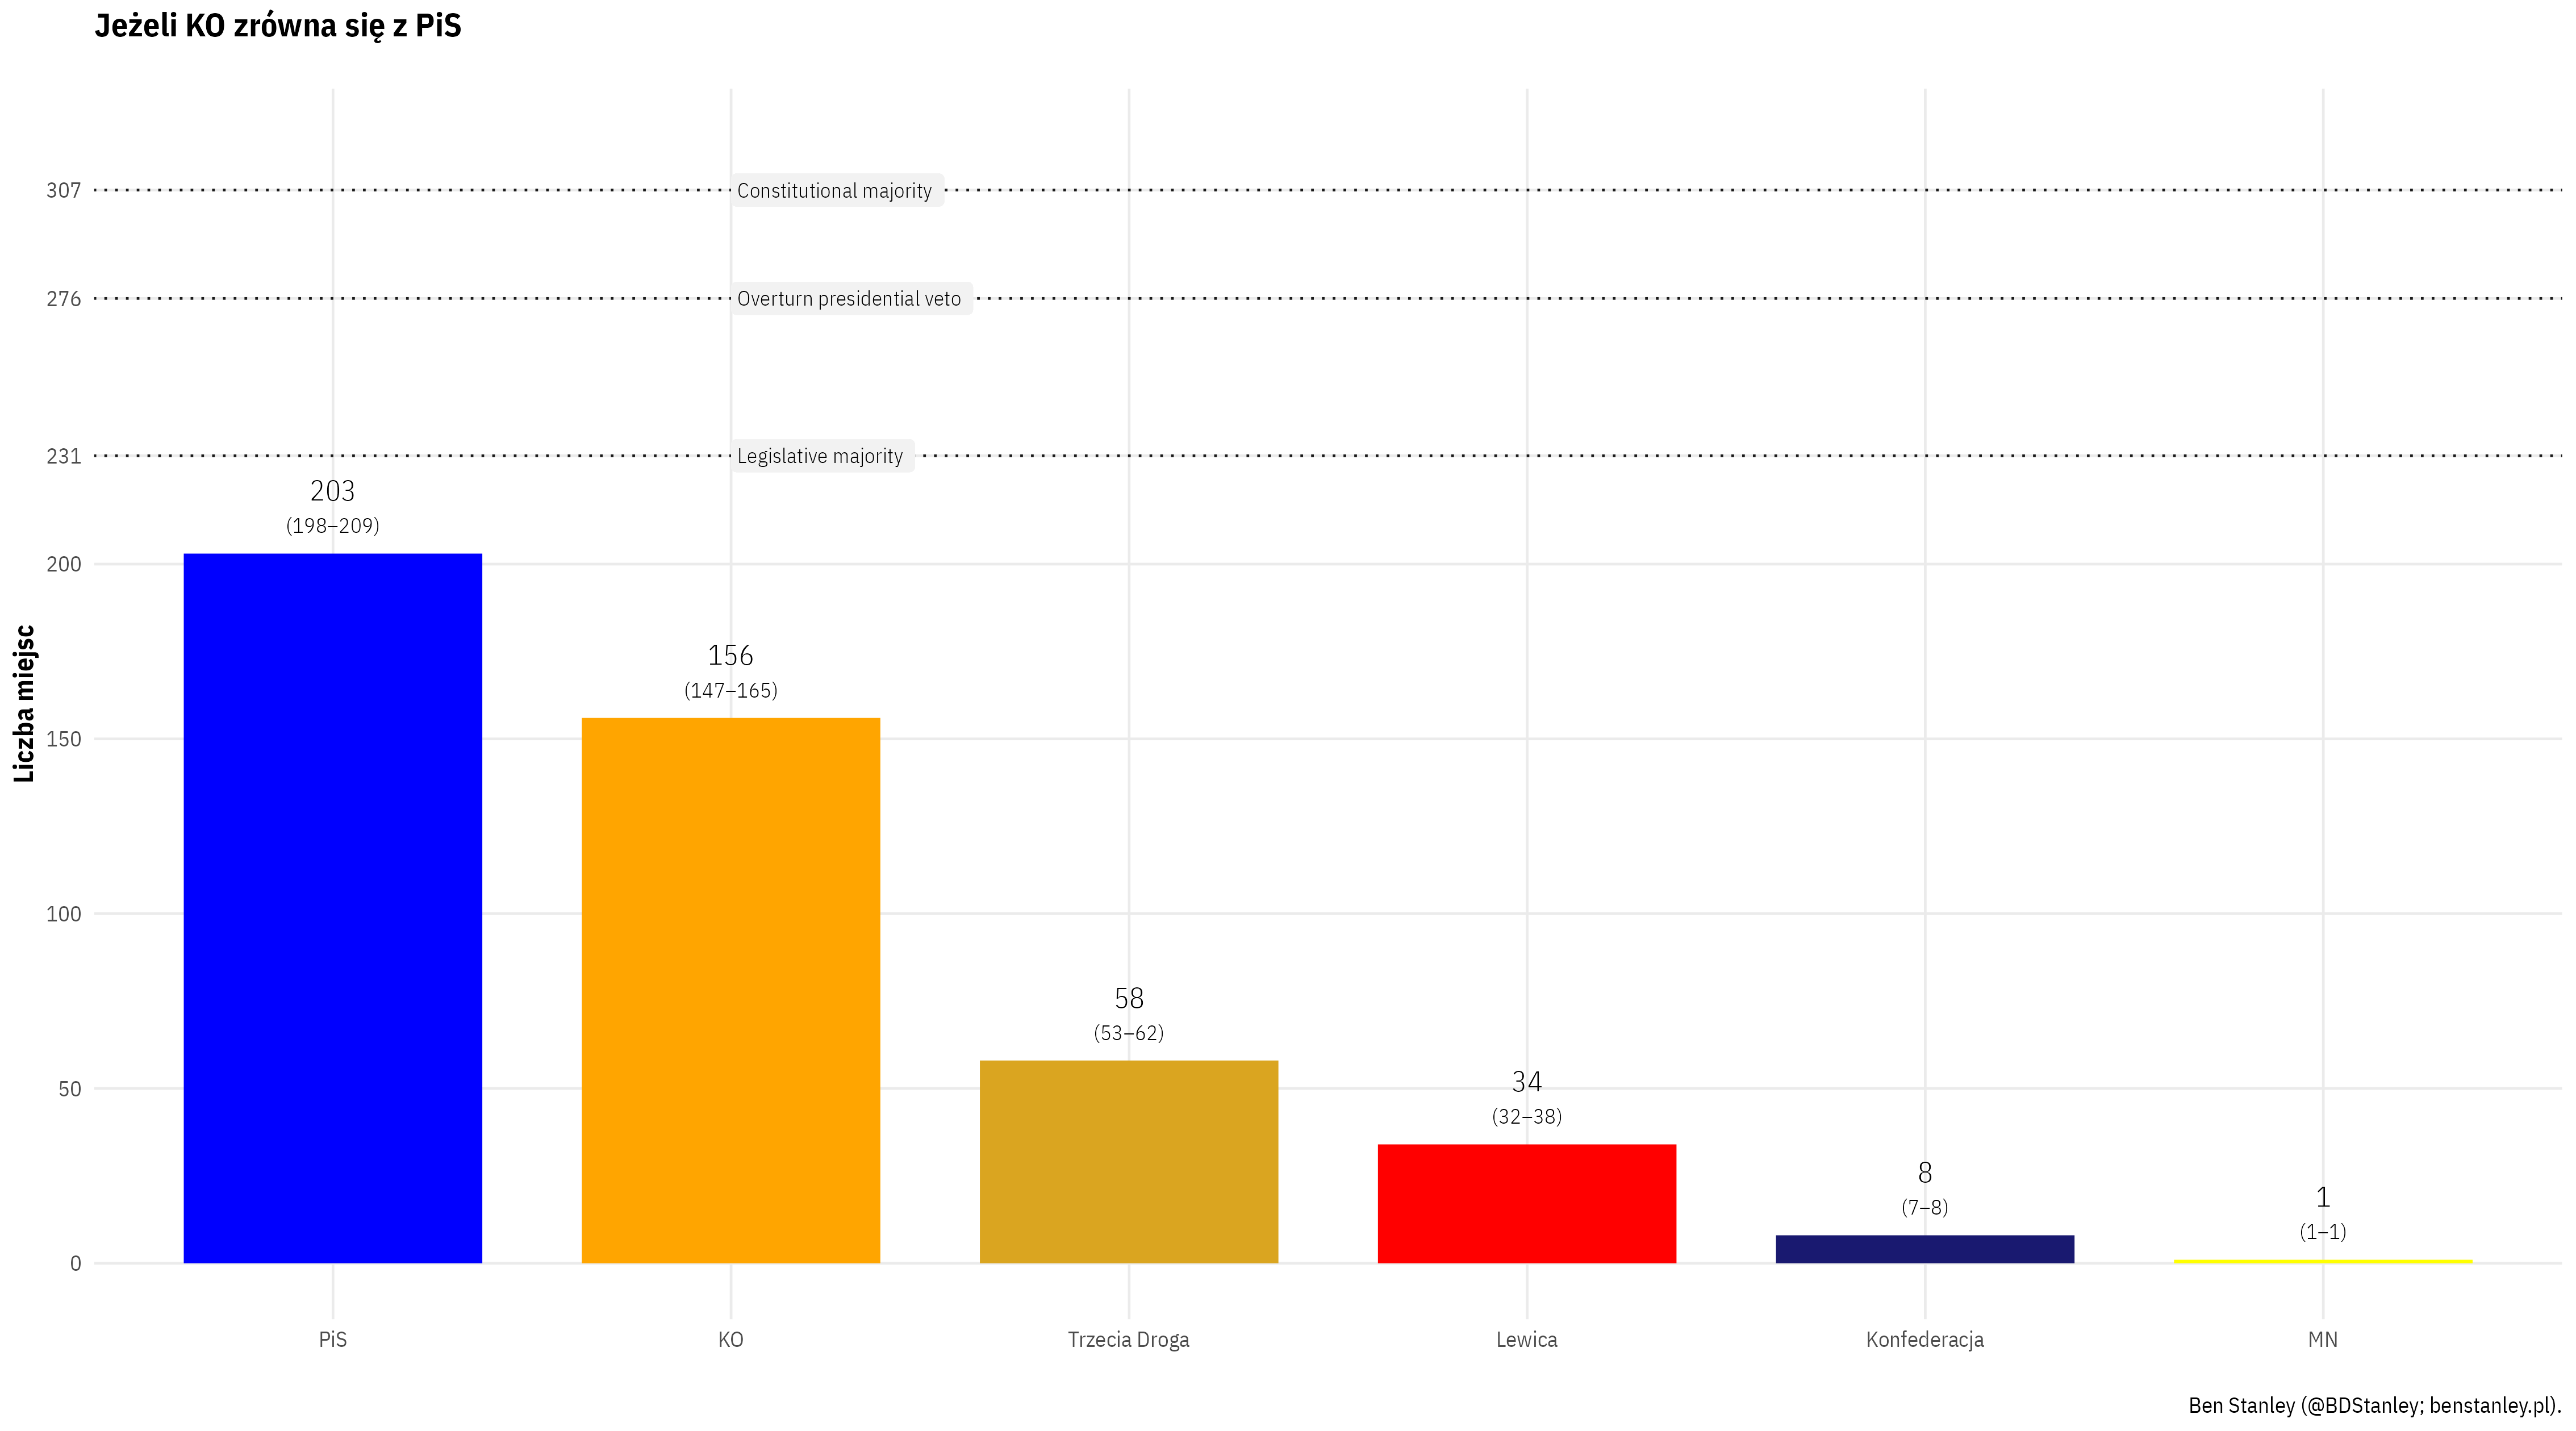 Jeżeli KO zrówna się z PiS
Liczba miejsc
307
Constitutional majority
276
Overturn presidential veto
231
Legislative majority
203
(198–209)
200
156
(147–165)
150
100
58
(53–62)
50
34
(32–38)
8
(7–8)
1
(1–1)
0
PiS
KO
Trzecia Droga
Lewica
Konfederacja
MN
Ben Stanley (@BDStanley; benstanley.pl).